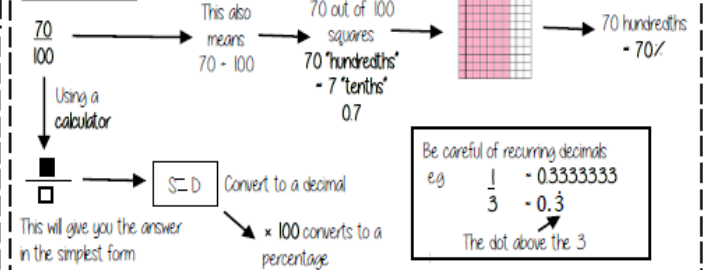 70
100
This also
means
70 ÷ 100
70 out of 100
squares
70 "hundredths"
= 7 "tenths"
0.7
70 hundredths
= 70%
Using a
calculator
S⇔D
Convert to a decimal
× 100 converts to a
percentage
This will give you the answer
in the simplest form
Be careful of recurring decimals
eg
1
3
= 0.3333333
= 0.3̇
The dot above the 3